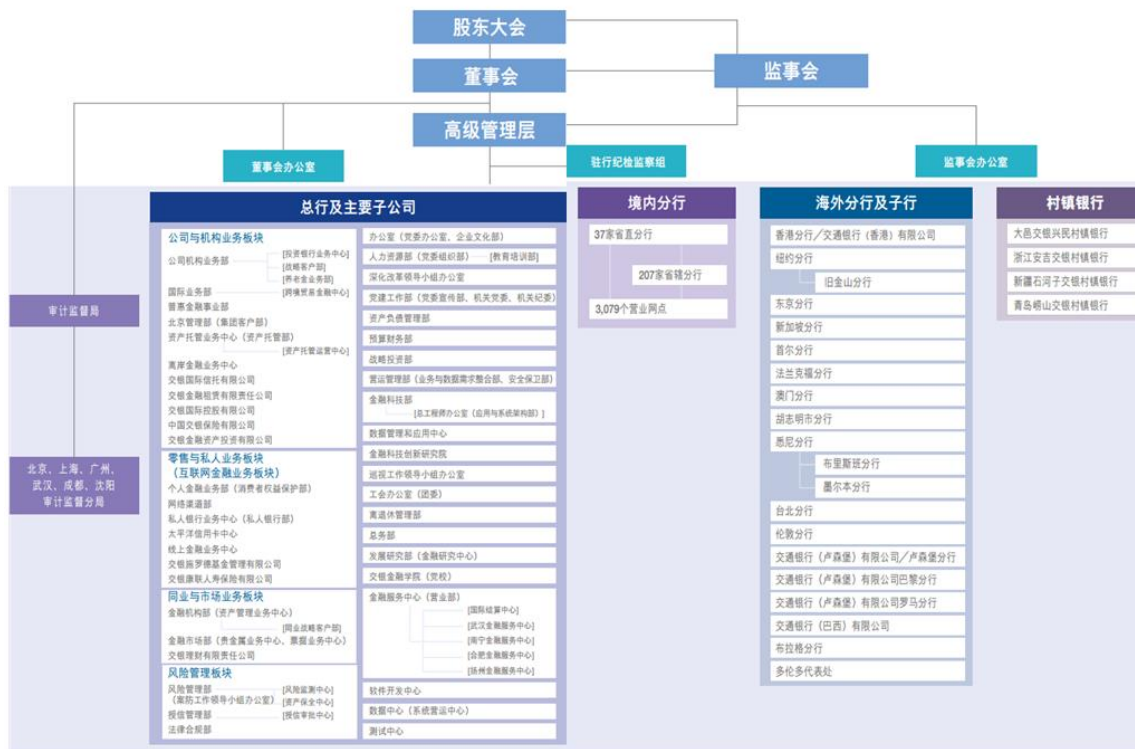 股东大会
董事会
监事会
高级管理层
董事会办公室
驻行纪检监察组
监事会办公室
审计监督局
北京、上海、广州、
武汉、成都、沈阳
审计监督分局
总行及主要子公司
公司与机构业务板块
公司机构业务部
[投资银行业务中心]
[战略客户部]
[养老金业务部]
国际业务部
[跨境贸易金融中心]
普惠金融事业部
北京管理部（集团客户部）
资产托管业务中心（资产托管部）
[资产托管运营中心]
离岸金融业务中心
交银国际信托有限公司
交银金融租赁有限责任公司
交银国际控股有限公司
中国交银保险有限公司
交银金融资产投资有限公司
零售与私人业务板块
（互联网金融业务板块）
个人金融业务部（消费者权益保护部）
网络渠道部
私人银行业务中心（私人银行部）
太平洋信用卡中心
线上金融业务中心
交银施罗德基金管理有限公司
交银康联人寿保险有限公司
同业与市场业务板块
金融机构部（资产管理业务中心）
[同业战略客户部]
金融市场部（贵金属业务中心、票据业务中心）
交银理财有限责任公司
风险管理板块
风险管理部
[风险监测中心]
（案防工作领导小组办公室）
[资产保全中心]
授信管理部
[授信审批中心]
法律合规部
办公室（党委办公室、企业文化部）
人力资源部（党委组织部）
[教育培训部]
深化改革领导小组办公室
党建工作部（党委宣传部、机关党委、机关纪委）
资产负债管理部
预算财务部
战略投资部
营运管理部（业务与数据需求整合部、安全保卫部）
金融科技部
[总工程师办公室（应用与系统架构部）]
数据管理和应用中心
金融科技创新研究院
巡视工作领导小组办公室
工会办公室（团委）
离退休管理部
总务部
发展研究部（金融研究中心）
交银金融学院（党校）
金融服务中心（营业部）
[国际结算中心]
[武汉金融服务中心]
[南宁金融服务中心]
[合肥金融服务中心]
[扬州金融服务中心]
软件开发中心
数据中心（系统营运中心）
测试中心
境内分行
37家省直分行
207家省辖分行
3,079个营业网点
海外分行及子行
香港分行／交通银行（香港）有限公司
纽约分行
旧金山分行
东京分行
新加坡分行
首尔分行
法兰克福分行
澳门分行
胡志明市分行
悉尼分行
布里斯班分行
墨尔本分行
台北分行
伦敦分行
交通银行（卢森堡）有限公司／卢森堡分行
交通银行（卢森堡）有限公司巴黎分行
交通银行（卢森堡）有限公司罗马分行
交通银行（巴西）有限公司
布拉格分行
多伦多代表处
村镇银行
大邑交银兴民村镇银行
浙江安吉交银村镇银行
新疆石河子交银村镇银行
青岛崂山交银村镇银行